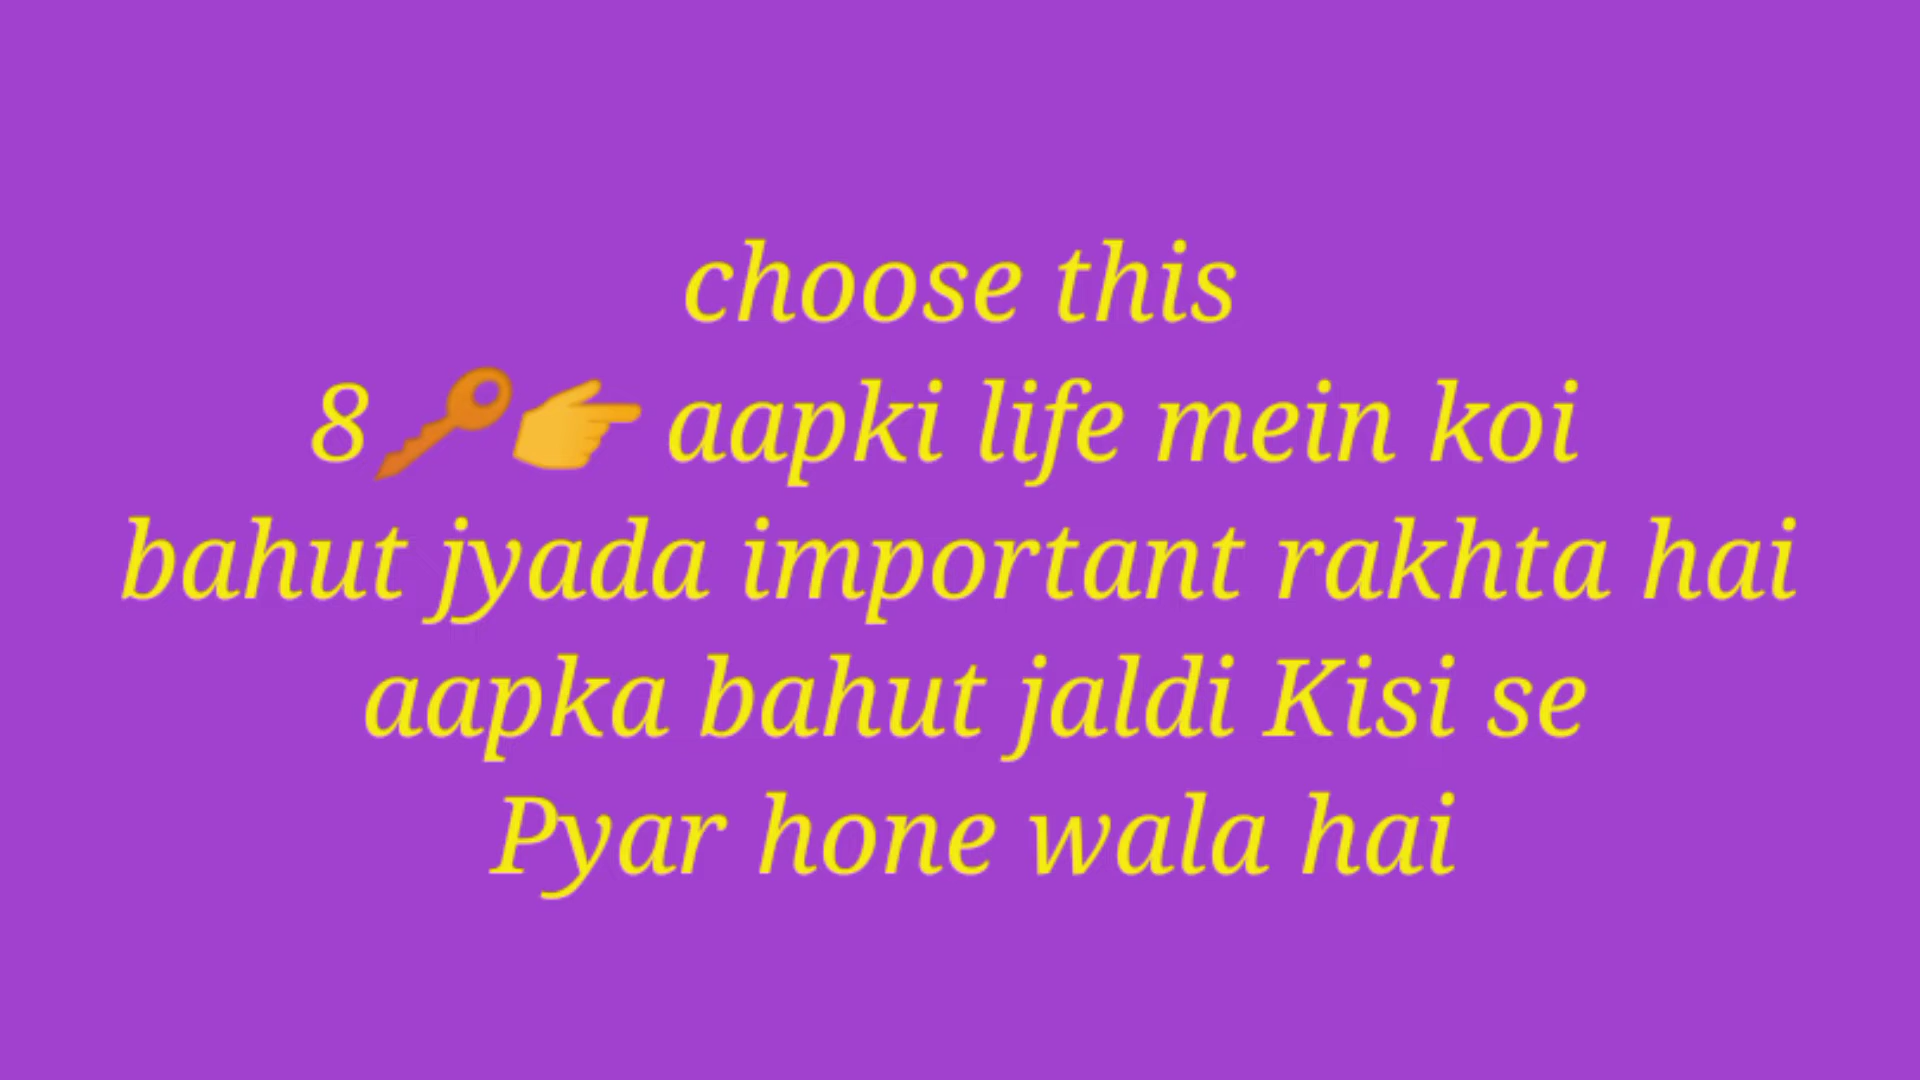 choose this
8🔑👉 aapki life mein koi
bahut jyada important rakhta hai
aapka bahut jaldi Kisi se
Pyar hone wala hai